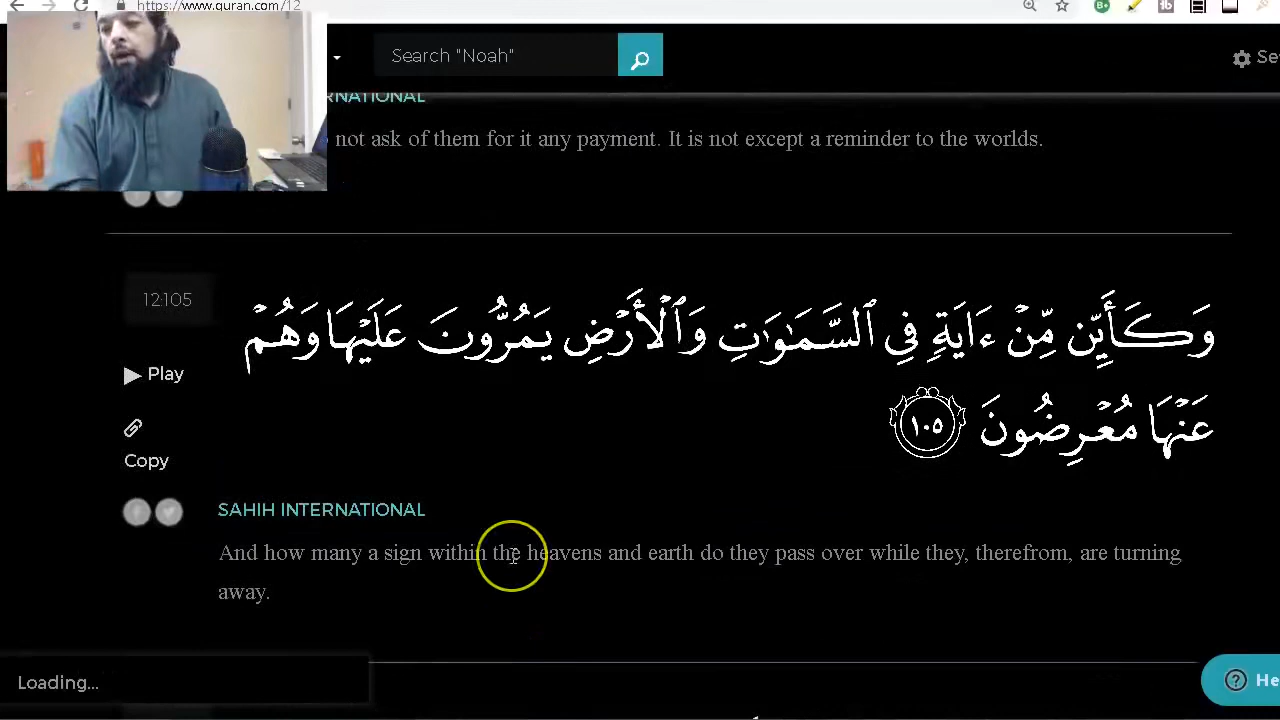 https://www.quran.com/12
Search "Noah"
Se
RNATIONAL
not ask of them for it any payment. It is not except a reminder to the worlds.
12:105
وَكَأَيِّن مِّنْ ءَايَةٍ فِى ٱلسَّمَٰوَٰتِ وَٱلْأَرْضِ يَمُرُّونَ عَلَيْهَا وَهُمْ
عَنْهَا مُعْرِضُونَ ١٠٥
Play
Copy
SAHIH INTERNATIONAL
And how many a sign within the heavens and earth do they pass over while they, therefrom, are turning
away.
Loading...
He